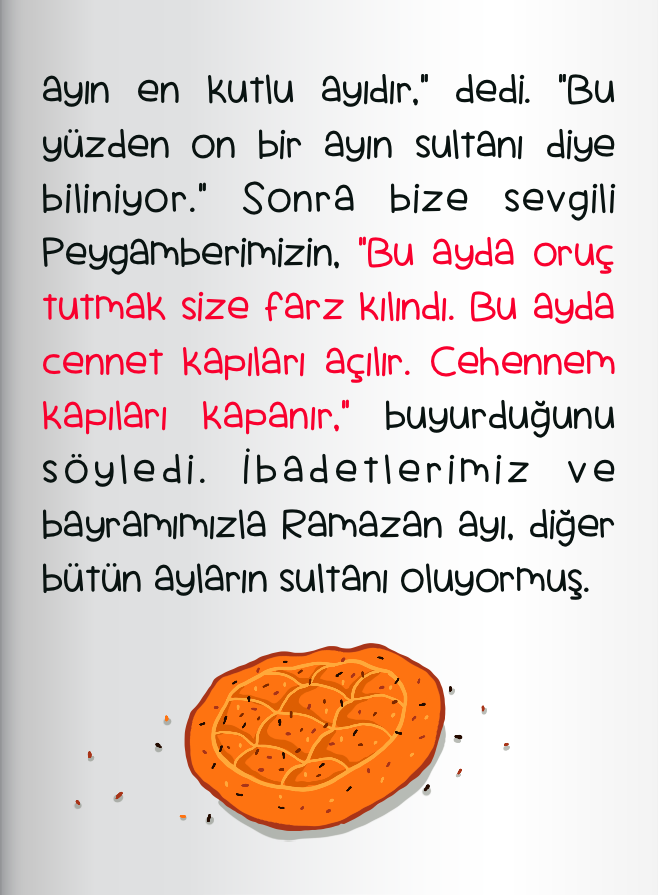 ayın en kutlu ayıdır," dedi. "Bu
yüzden on bir ayın sultanı diye
biliniyor." Sonra bize sevgili
Peygamberimizin, "Bu ayda oruç
tutmak size farz kılındı. Bu ayda
cennet kapıları açılır. Cehennem
kapıları kapanır," buyurduğunu
söyledi. İbadetlerimiz ve
bayramımızla Ramazan ayı, diğer
bütün ayların sultanı oluyormuş.